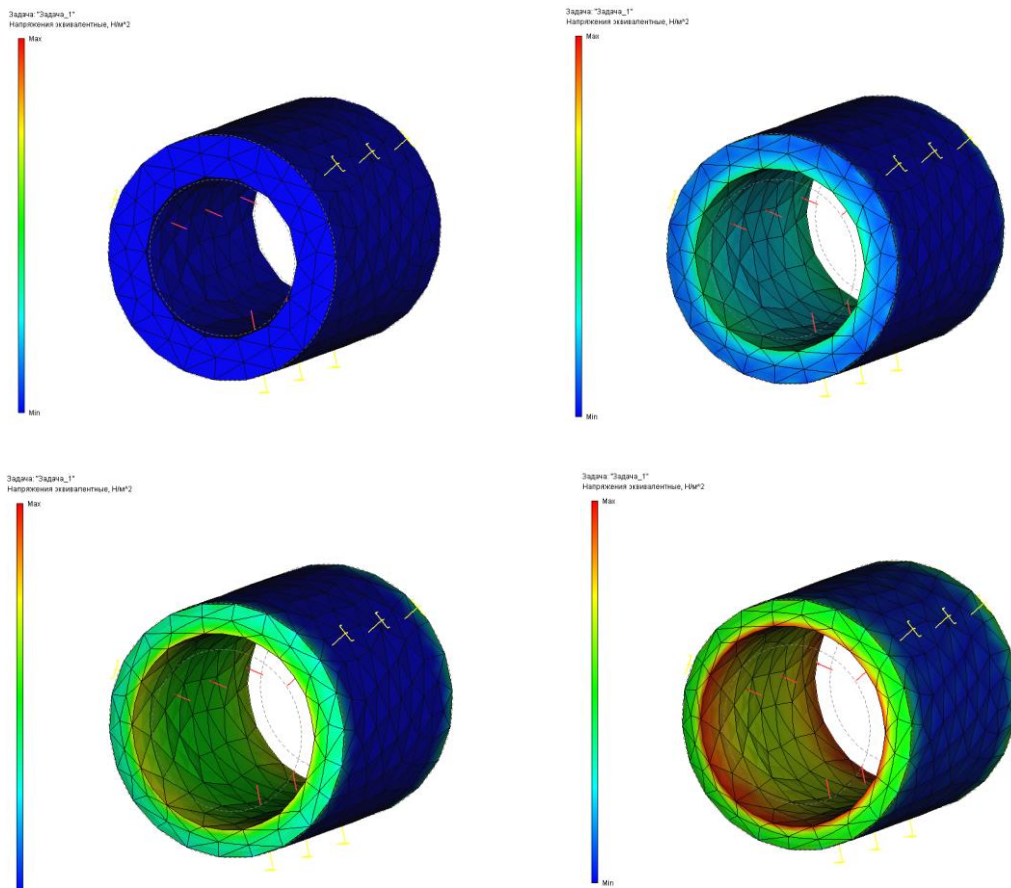 Задача: "Задача_1"
Напряжения эквивалентные, Н/м^2
Max
Min
Задача: "Задача_1"
Напряжения эквивалентные, Н/м^2
Max
Min
Задача: "Задача_1"
Напряжения эквивалентные, Н/м^2
Max
Задача: "Задача_1"
Напряжения эквивалентные, Н/м^2
Max
Min